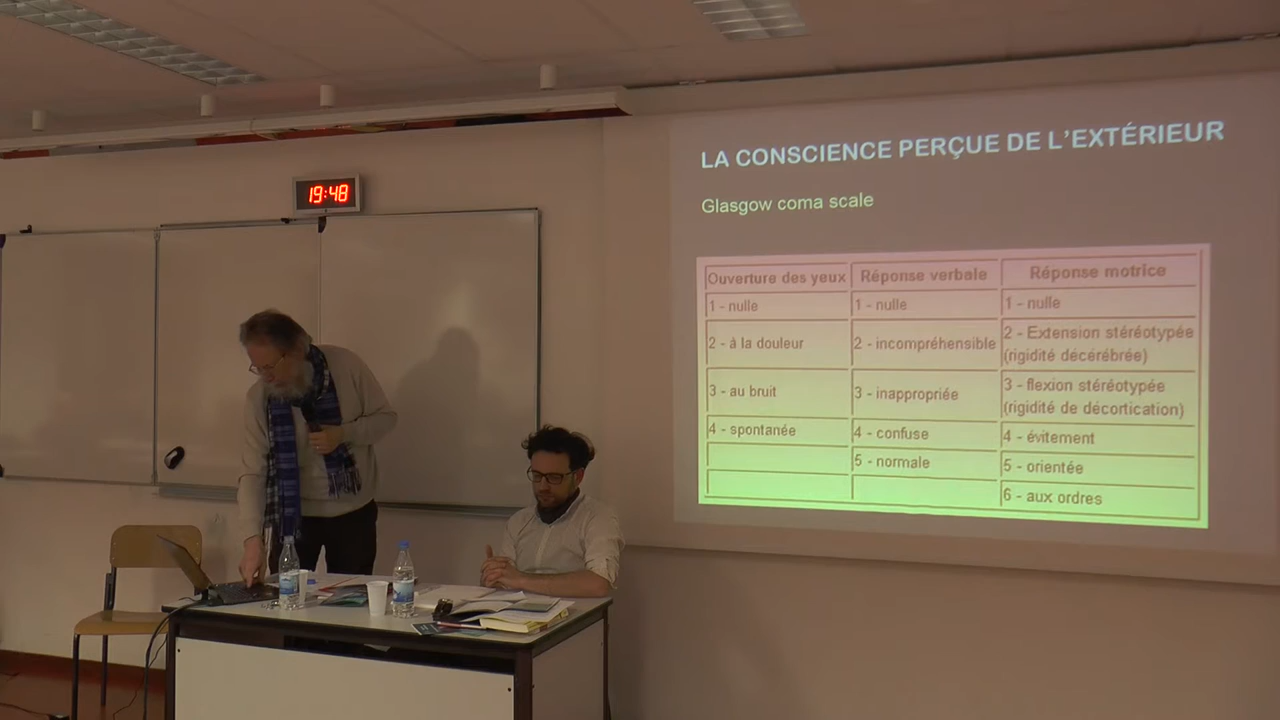 19:48
LA CONSCIENCE PERÇUE DE L'EXTÉRIEUR
Glasgow coma scale
Ouverture des yeux Réponse verbale Réponse motrice
1 - nulle 1 - nulle 1 - nulle
2 - à la douleur 2 - incompréhensible 2 - Extension stéréotypée
(rigidité décérébrée)
3 - au bruit 3 - inappropriée 3 - flexion stéréotypée
(rigidité de décortication)
4 - spontanée 4 - confuse 4 - évitement
5 - normale 5 - orientée
6 - aux ordres